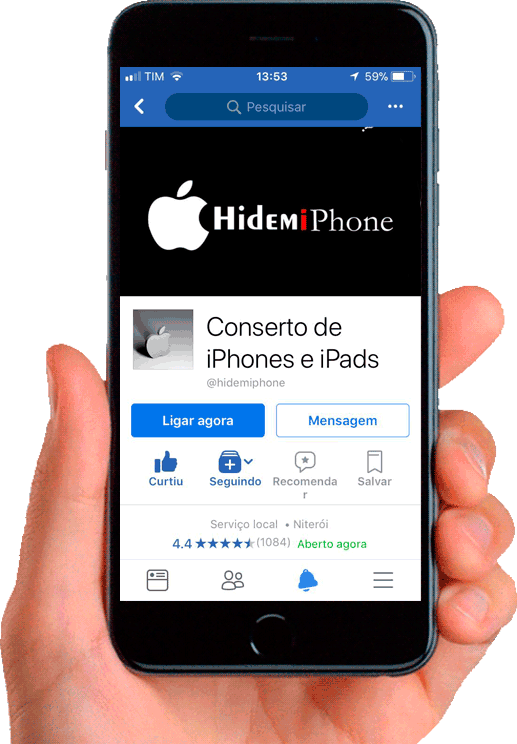 TIM 13:53 59%
Pesquisar
HIDEMiPhone
Conserto de
iPhones e iPads
@hidemiphone
Ligar agora Mensagem
Curtiu Seguindo Recomenda
r Salvar
Serviço local • Niterói
4.4 (1084) Aberto agora